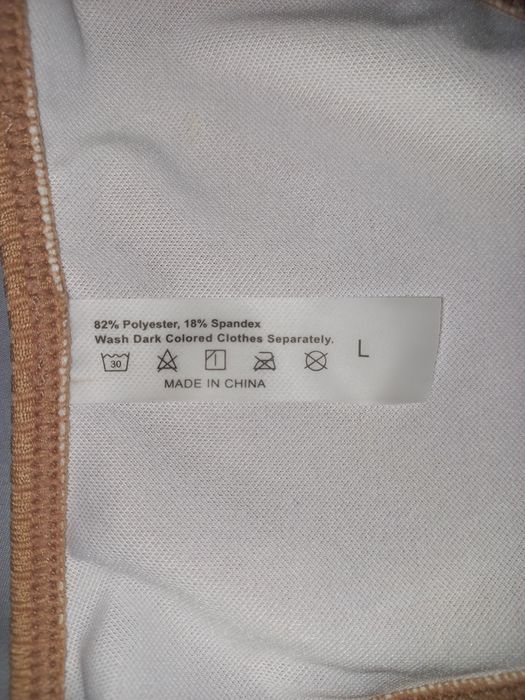 82% Polyester, 18% Spandex
Wash Dark Colored Clothes Separately.
30
L
MADE IN CHINA